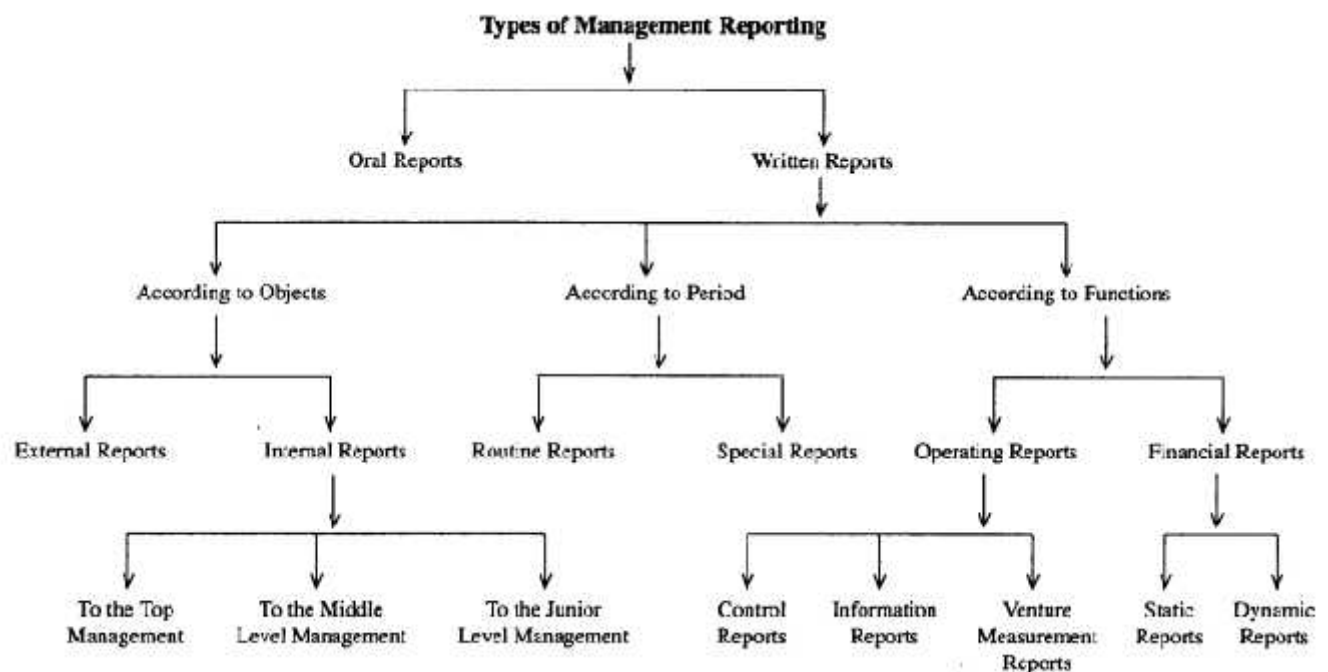 Types of Management Reporting
Oral Reports
Written Reports
According to Objects
According to Period
According to Functions
External Reports
Internal Reports
Routine Reports
Special Reports
Operating Reports
Financial Reports
To the Top
Management
To the Middle
Level Management
To the Junior
Level Management
Control
Reports
Information
Reports
Venture
Measurement
Reports
Static
Reports
Dynamic
Reports